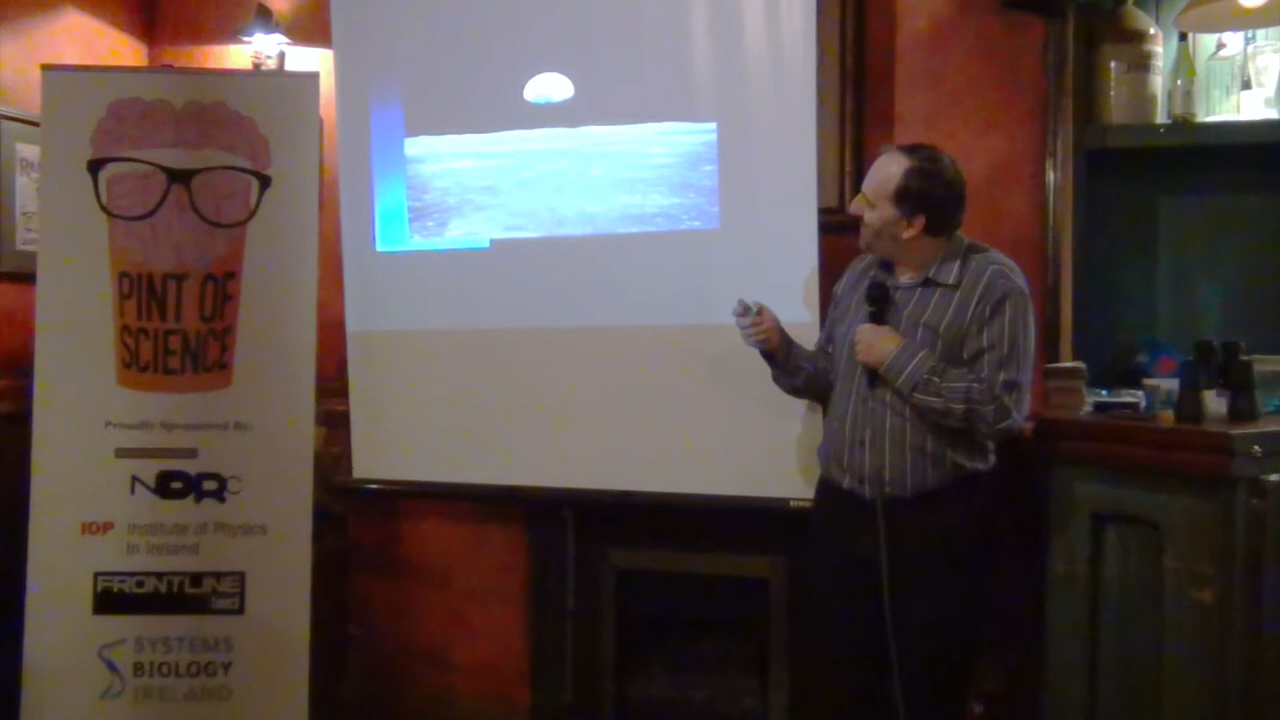 PINT OF
SCIENCE
Proudly Sponsored By:
NDRC
IOP Institute of Physics
in Ireland
FRONTLINE
SYSTEMS
BIOLOGY
IRELAND